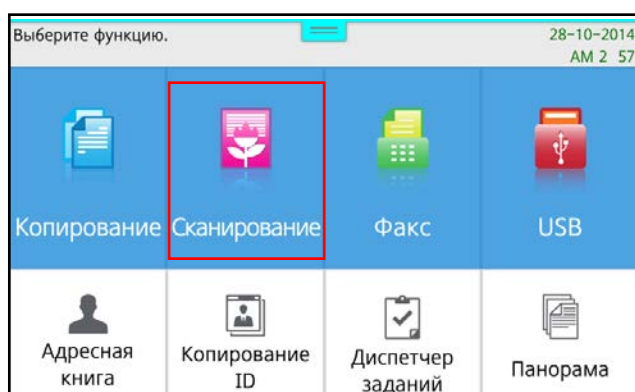 Выберите функцию.
28-10-2014
AM 2 57
Копирование
Сканирование
Факс
USB
Адресная
книга
Копирование
ID
Диспетчер
заданий
Панорама